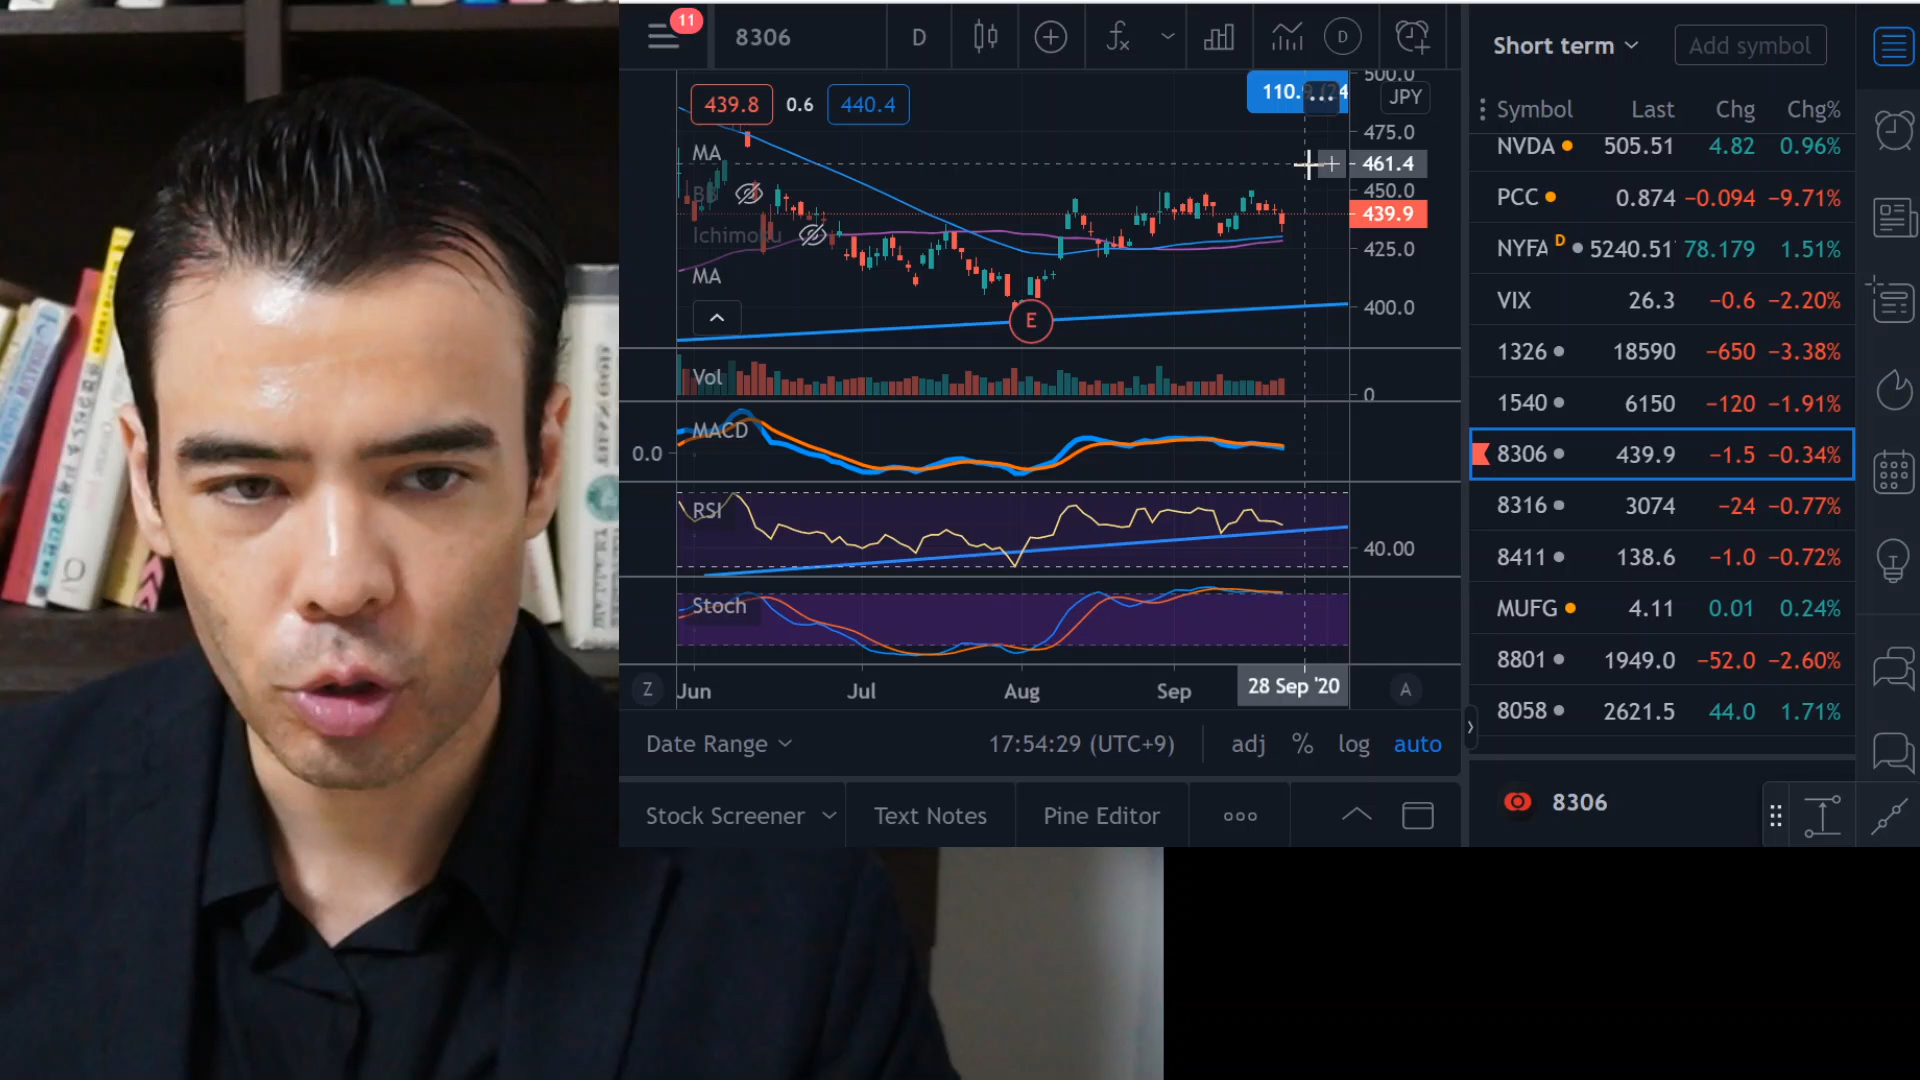 11
8306
D
D
Short term
Add symbol
439.8 0.6 440.4
110.
...
JPY
500.0
475.0
461.4
450.0
439.9
425.0
400.0
MA
BB
Ichimoku
MA
E
Vol
0
MACD
0.0
RSI
40.00
Stoch
Z
Jun Jul Aug Sep 28 Sep '20
A
Date Range
17:54:29 (UTC+9)
adj % log auto
Stock Screener
Text Notes
Pine Editor
Symbol Last Chg Chg%
NVDA 505.51 4.82 0.96%
PCC 0.874 −0.094 −9.71%
NYFA D 5240.51 78.179 1.51%
VIX 26.3 −0.6 −2.20%
1326 18590 −650 −3.38%
1540 6150 −120 −1.91%
8306 439.9 −1.5 −0.34%
8316 3074 −24 −0.77%
8411 138.6 −1.0 −0.72%
MUFG 4.11 0.01 0.24%
8801 1949.0 −52.0 −2.60%
8058 2621.5 44.0 1.71%
8306